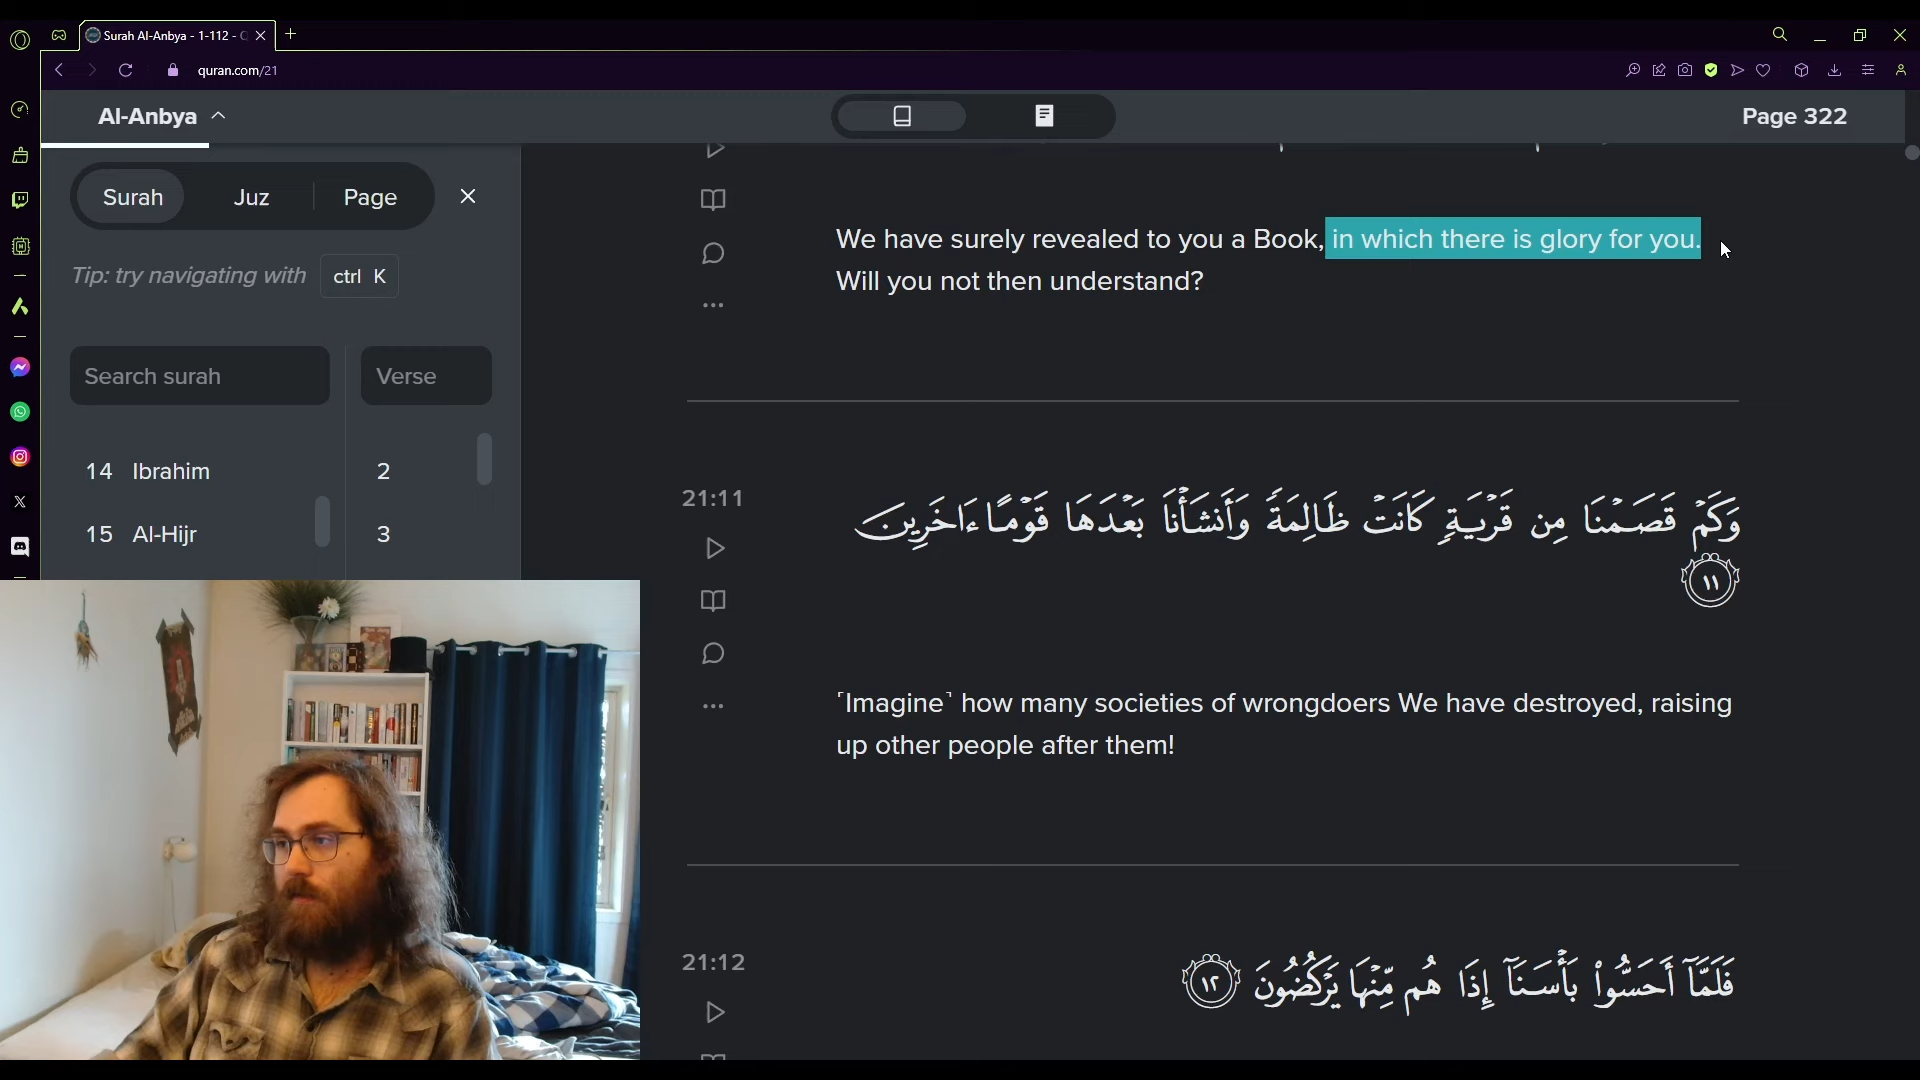 Surah Al-Anbya - 1-112 -
quran.com/21
Al-Anbya
Page 322
Surah
Juz
Page
Tip: try navigating with ctrl K
Search surah
Verse
14 Ibrahim
2
15 Al-Hijr
3
We have surely revealed to you a Book, in which there is glory for you.
Will you not then understand?
21:11
وَكَمۡ قَصَمۡنَا مِن قَرۡيَةٖ كَانَتۡ ظَالِمَةٗ وَأَنشَأۡنَا بَعۡدَهَا قَوۡمًا ءَاخَرِينَ
١١
⸢Imagine⸣ how many societies of wrongdoers We have destroyed, raising
up other people after them!
21:12
فَلَمَّآ أَحَسُّواْ بَأۡسَنَآ إِذَا هُم مِّنۡهَا يَرۡكُضُونَ ١٢